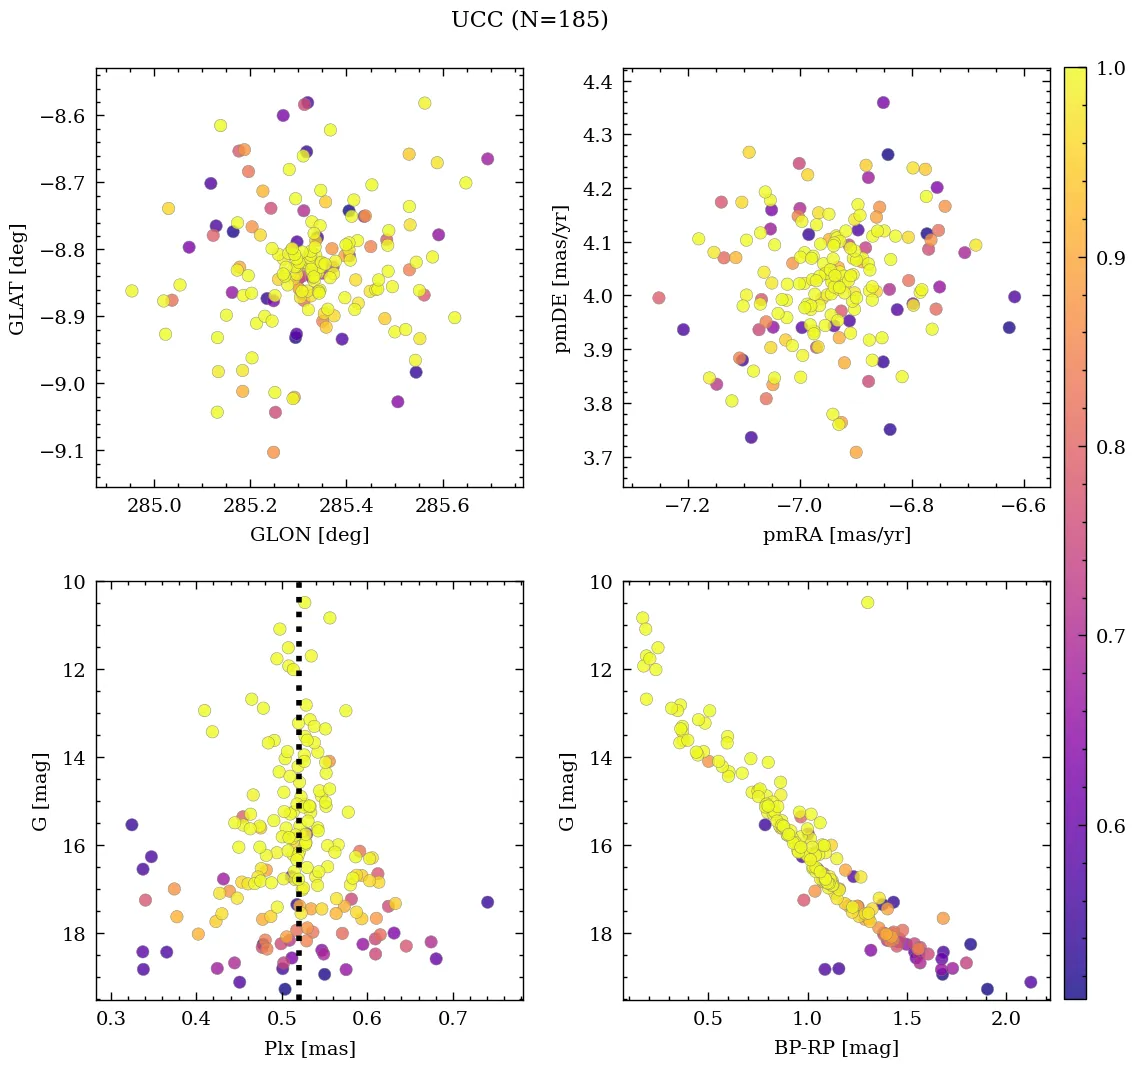 UCC (N=185)
−8.6
−8.7
−8.8
−8.9
−9.0
−9.1
GLAT [deg]
285.0 285.2 285.4 285.6
GLON [deg]
4.4
4.3
4.2
4.1
4.0
3.9
3.8
3.7
pmDE [mas/yr]
−7.2 −7.0 −6.8 −6.6
pmRA [mas/yr]
10
12
14
16
18
G [mag]
0.3 0.4 0.5 0.6 0.7
Plx [mas]
10
12
14
16
18
G [mag]
0.5 1.0 1.5 2.0
BP-RP [mag]
1.0
0.9
0.8
0.7
0.6